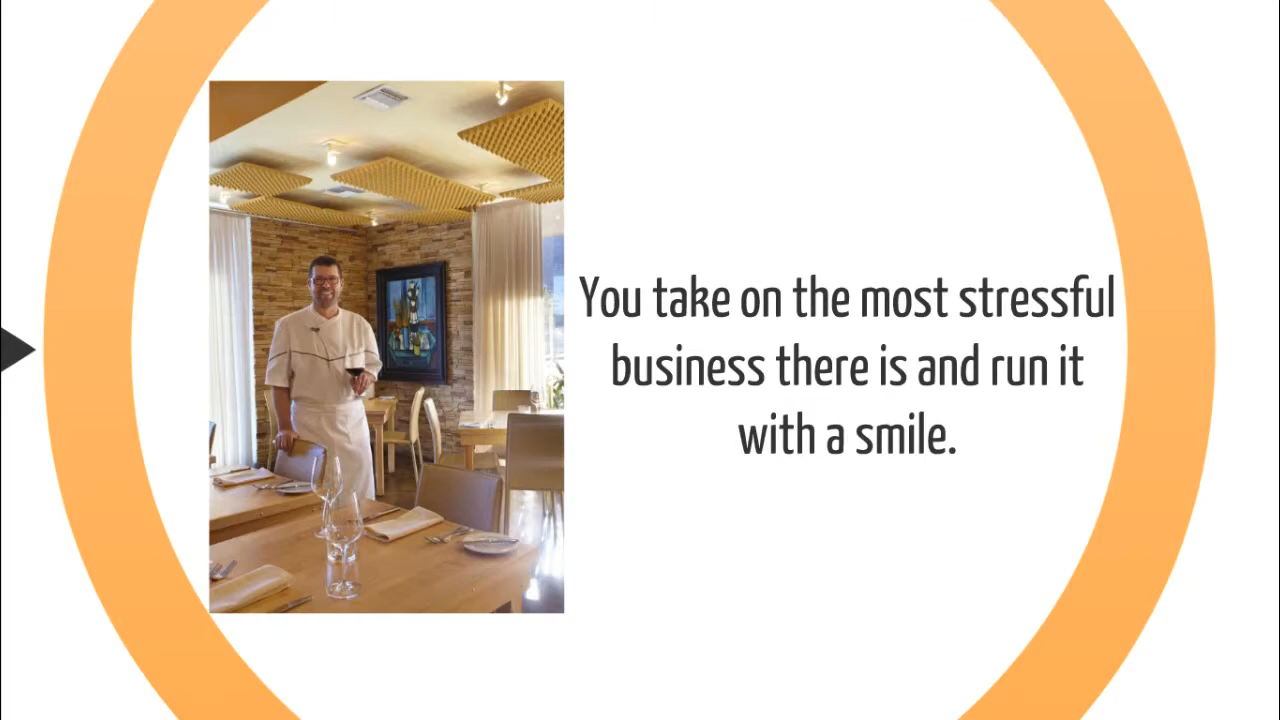 You take on the most stressful
business there is and run it
with a smile.